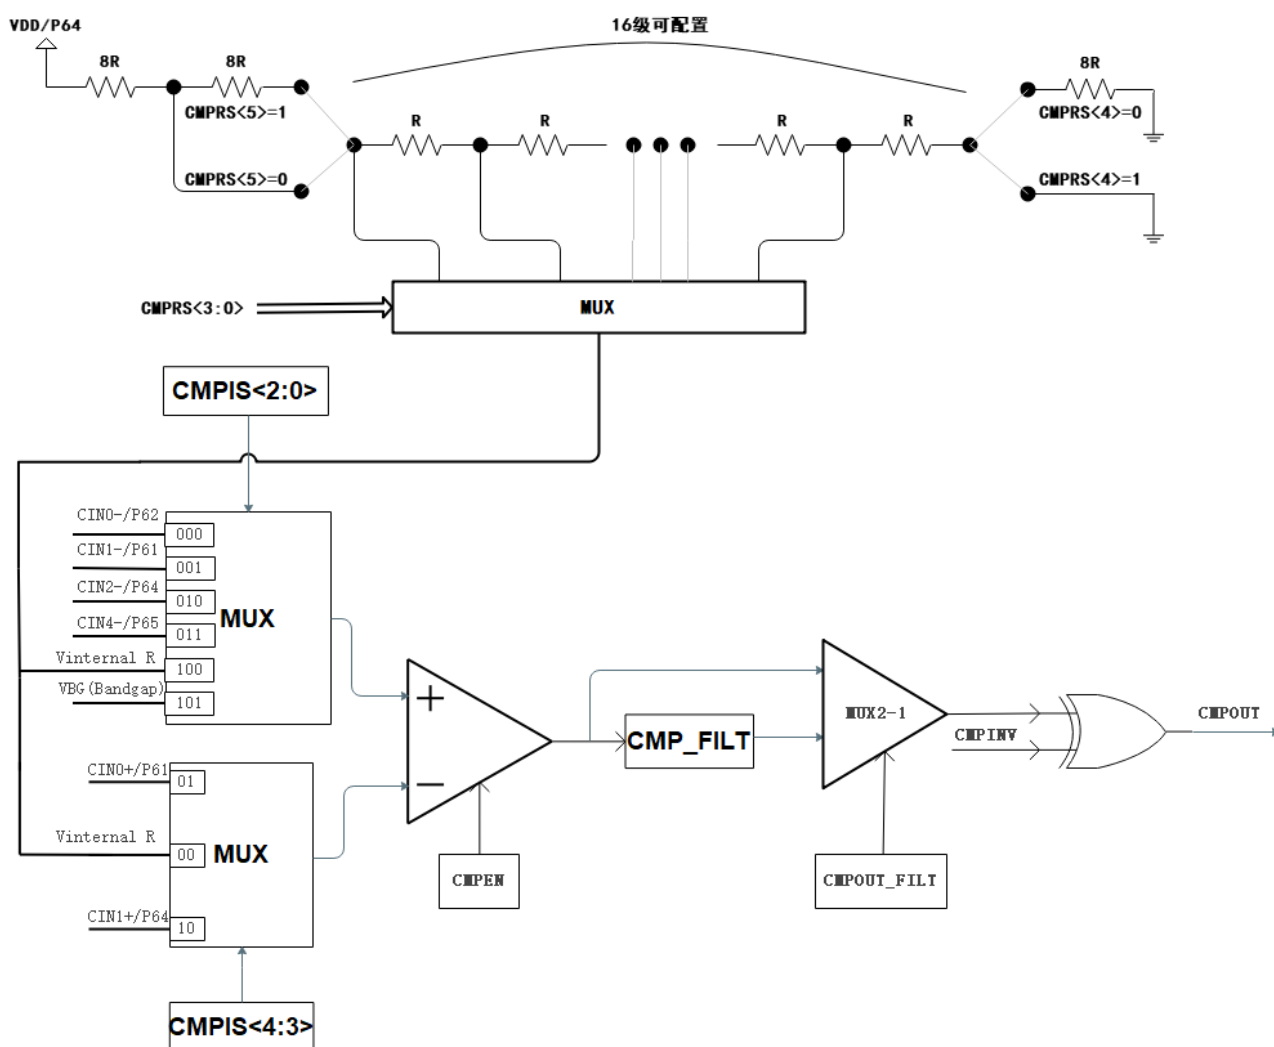 VDD/P64
16级可配置
8R
8R
8R
CMPRS<5>=1
CMPRS<4>=0
R
R
R
R
CMPRS<5>=0
CMPRS<4>=1
CMPRS<3:0>
MUX
CMPIS<2:0>
CIN0-/P62
000
CIN1-/P61
001
CIN2-/P64
010
MUX
CIN4-/P65
011
Vinternal R
100
VBG(Bandgap)
101
+
MUX2-1
CMPOUT
CMP_FILT
CMPINV
CIN0+/P61
01
−
Vinternal R
00
MUX
CMPEN
CMPOUT_FILT
CIN1+/P64
10
CMPIS<4:3>